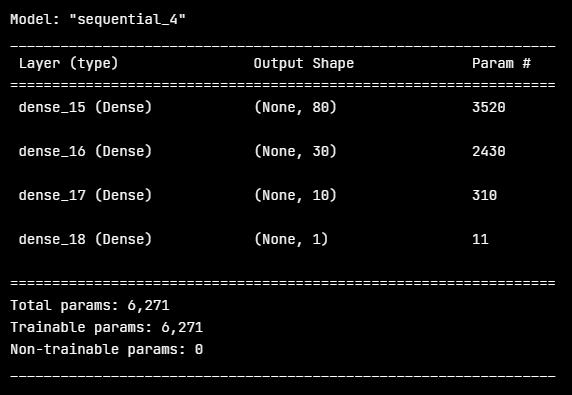 Model: "sequential_4"
_________________________________________________________________
Layer (type) Output Shape Param #
=================================================================
dense_15 (Dense) (None, 80) 3520
dense_16 (Dense) (None, 30) 2430
dense_17 (Dense) (None, 10) 310
dense_18 (Dense) (None, 1) 11
=================================================================
Total params: 6,271
Trainable params: 6,271
Non-trainable params: 0
_________________________________________________________________